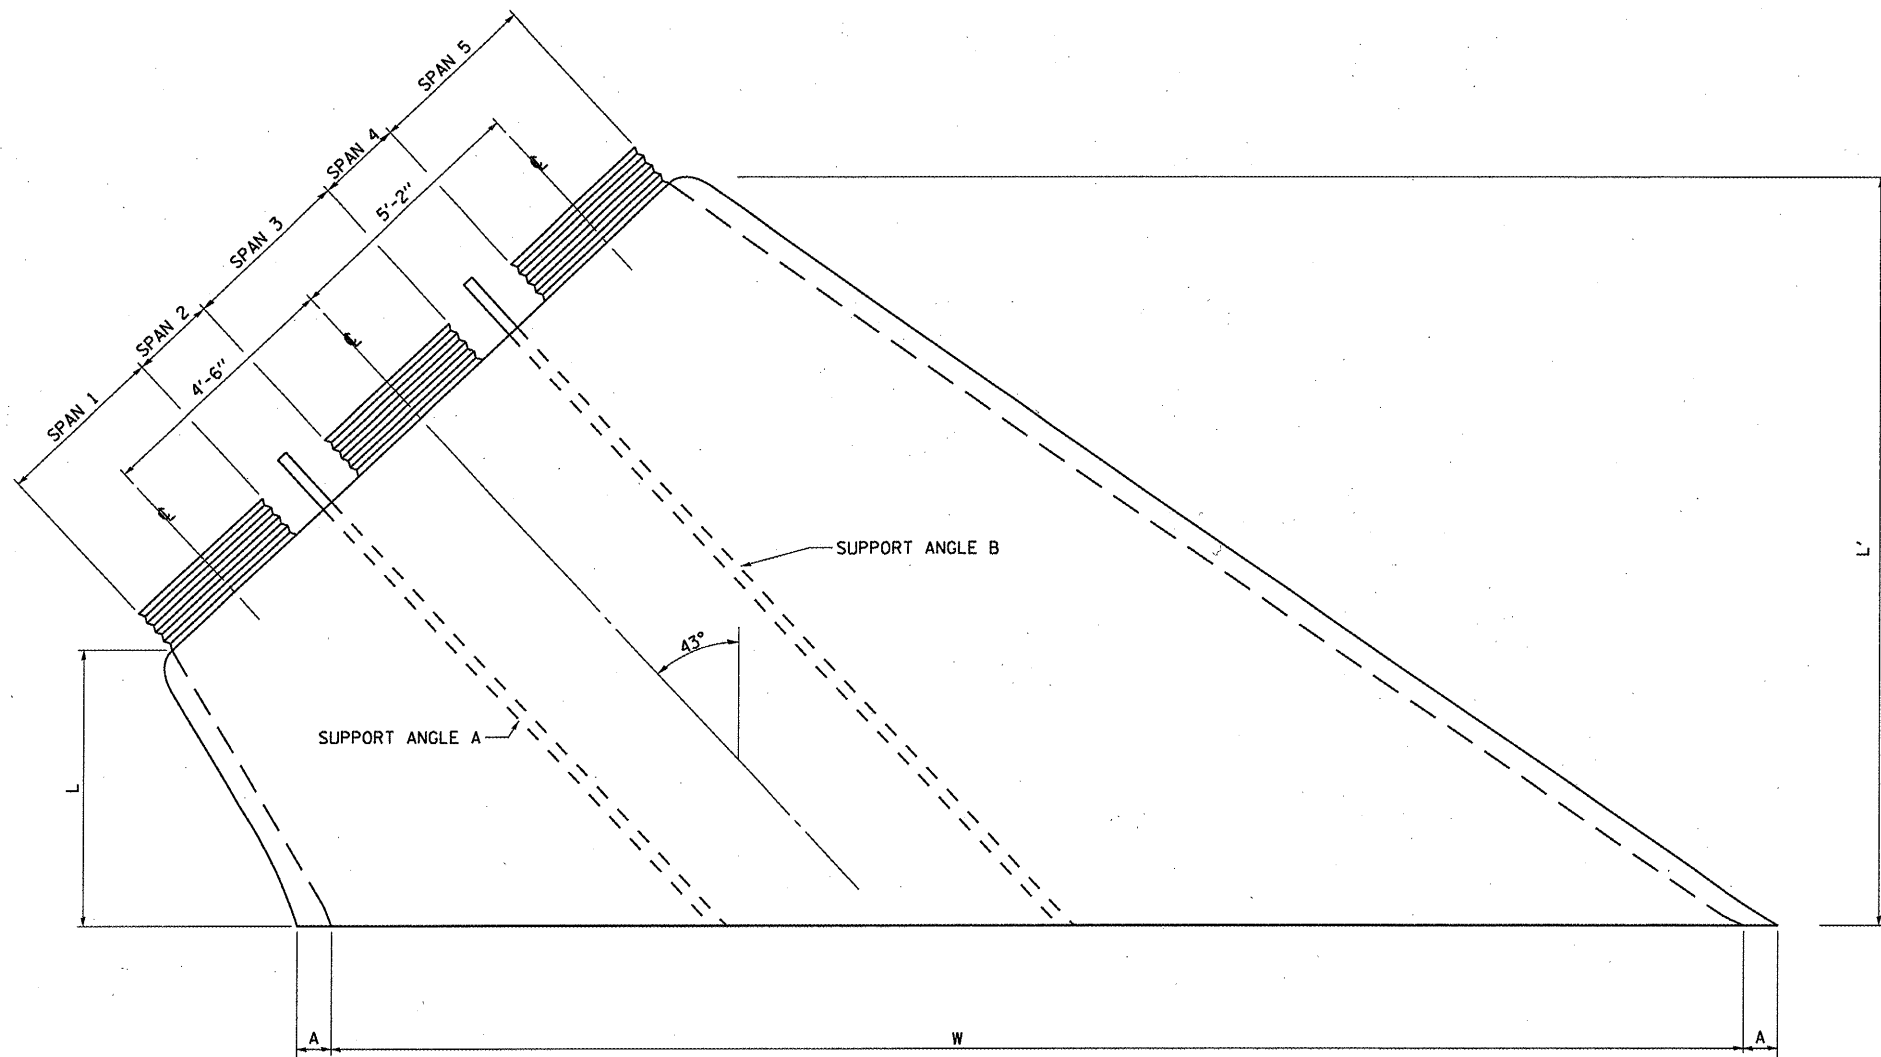 SPAN 5
SPAN 4
SPAN 3
SPAN 2
SPAN 1
5'-2"
4'-6"
℄
℄
℄
SUPPORT ANGLE B
43°
SUPPORT ANGLE A
L
L'
A
W
A